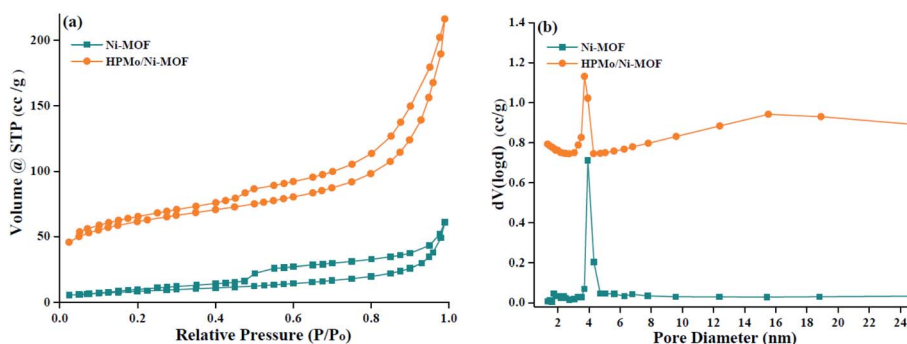 (a)
Ni-MOF
HPMo/Ni-MOF
Volume @ STP (cc /g)
200
150
100
50
0
0.0 0.2 0.4 0.6 0.8 1.0
Relative Pressure (P/Po)
(b)
Ni-MOF
HPMo/Ni-MOF
dV(logd) (cc/g)
1.4
1.2
1.0
0.8
0.6
0.4
0.2
0.0
2 4 6 8 10 12 14 16 18 20 22 24
Pore Diameter (nm)